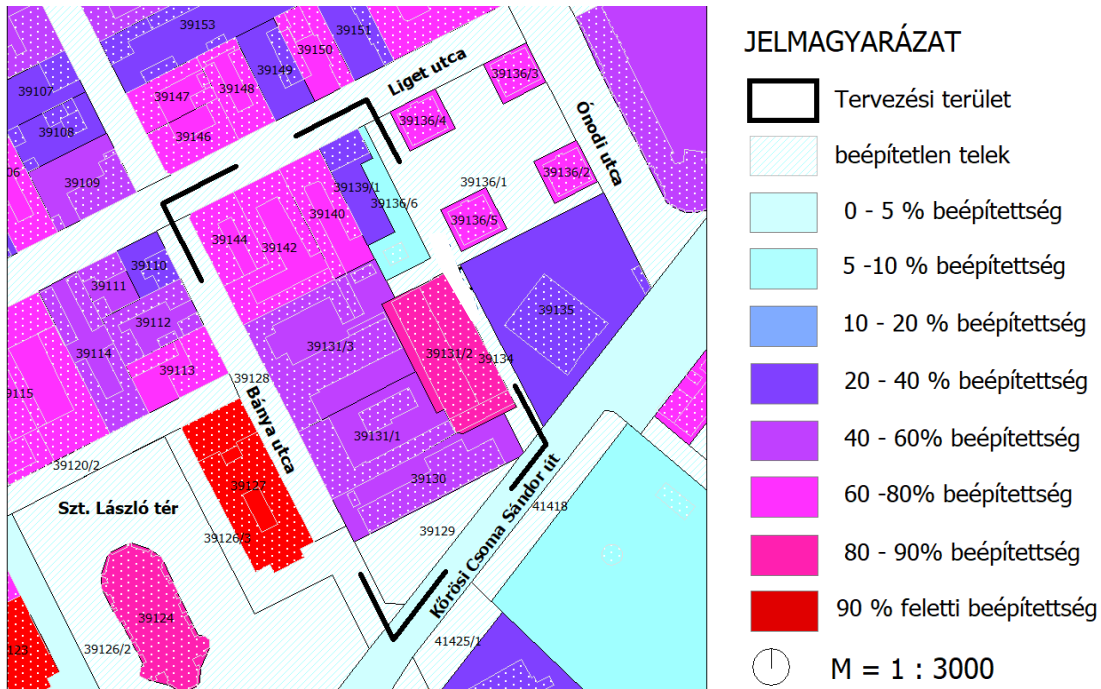 39153
39151
39150
39149
39148
39147
39146
39107
39108
39109
06
Liget utca
39136/3
39136/4
Ónodi utca
39136/1
39136/2
39136/5
39139/1
39136/6
39140
39144
39142
39110
39111
39112
39114
39113
39115
39135
39131/3
39131/2
39134
39128
Bánya utca
39131/1
39130
39120/2
Szt. László tér
39129
41418
Kőrösi Csoma Sándor út
39124
39126/2
123
41425/1
JELMAGYARÁZAT
Tervezési terület
beépítetlen telek
0 - 5 % beépítettség
5 -10 % beépítettség
10 - 20 % beépítettség
20 - 40 % beépítettség
40 - 60% beépítettség
60 -80% beépítettség
80 - 90% beépítettség
90 % feletti beépítettség
M = 1 : 3000